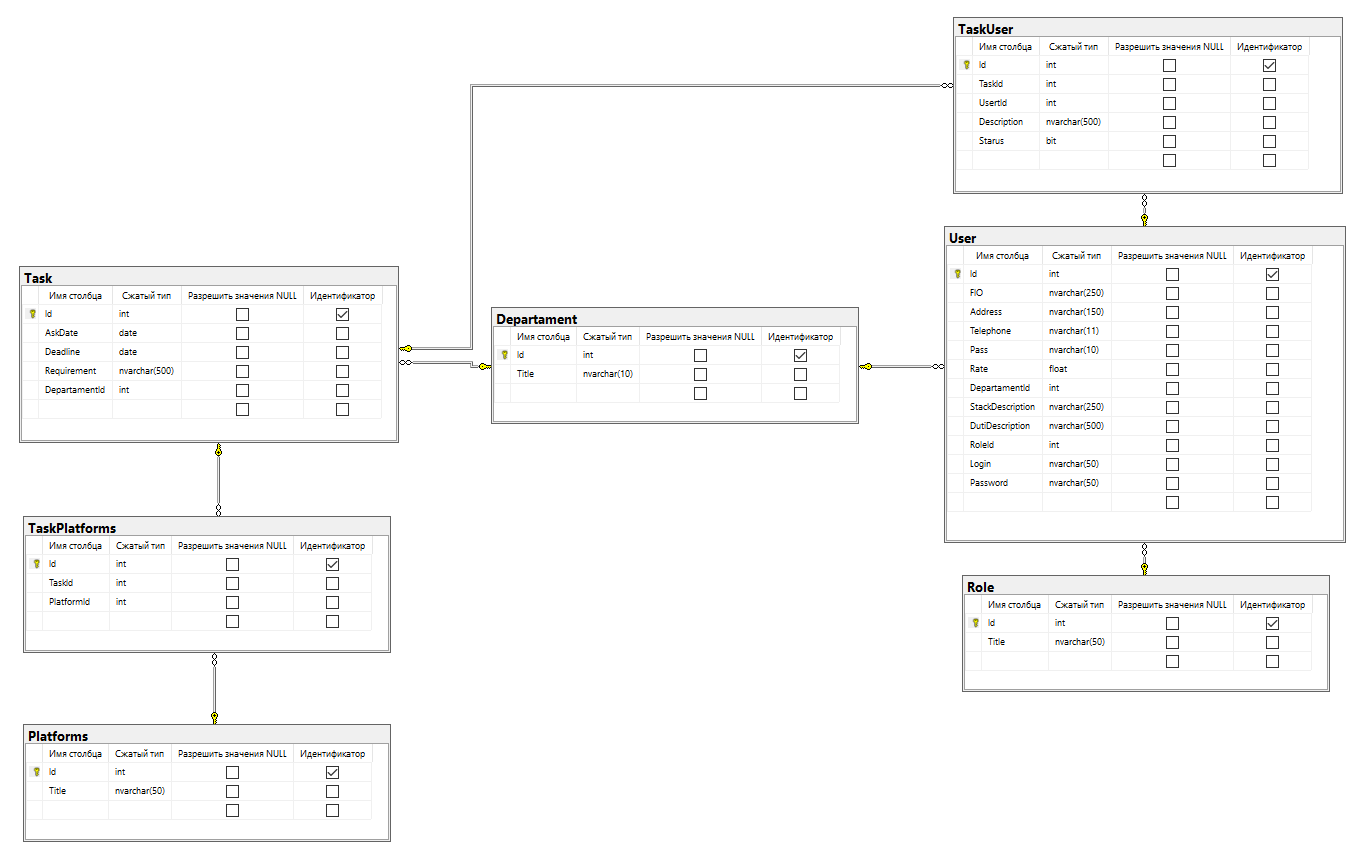 TaskUser
Имя столбца Сжатый тип Разрешить значения NULL Идентификатор
Id int
TaskId int
UsertId int
Description nvarchar(500)
Starus bit
User
Имя столбца Сжатый тип Разрешить значения NULL Идентификатор
Id int
FIO nvarchar(250)
Address nvarchar(150)
Telephone nvarchar(11)
Pass nvarchar(10)
Rate float
DepartamentId int
StackDescription nvarchar(250)
DutiDescription nvarchar(500)
RoleId int
Login nvarchar(50)
Password nvarchar(50)
Task
Имя столбца Сжатый тип Разрешить значения NULL Идентификатор
Id int
AskDate date
Deadline date
Requirement nvarchar(500)
DepartamentId int
Departament
Имя столбца Сжатый тип Разрешить значения NULL Идентификатор
Id int
Title nvarchar(10)
TaskPlatforms
Имя столбца Сжатый тип Разрешить значения NULL Идентификатор
Id int
TaskId int
PlatformId int
Role
Имя столбца Сжатый тип Разрешить значения NULL Идентификатор
Id int
Title nvarchar(50)
Platforms
Имя столбца Сжатый тип Разрешить значения NULL Идентификатор
Id int
Title nvarchar(50)